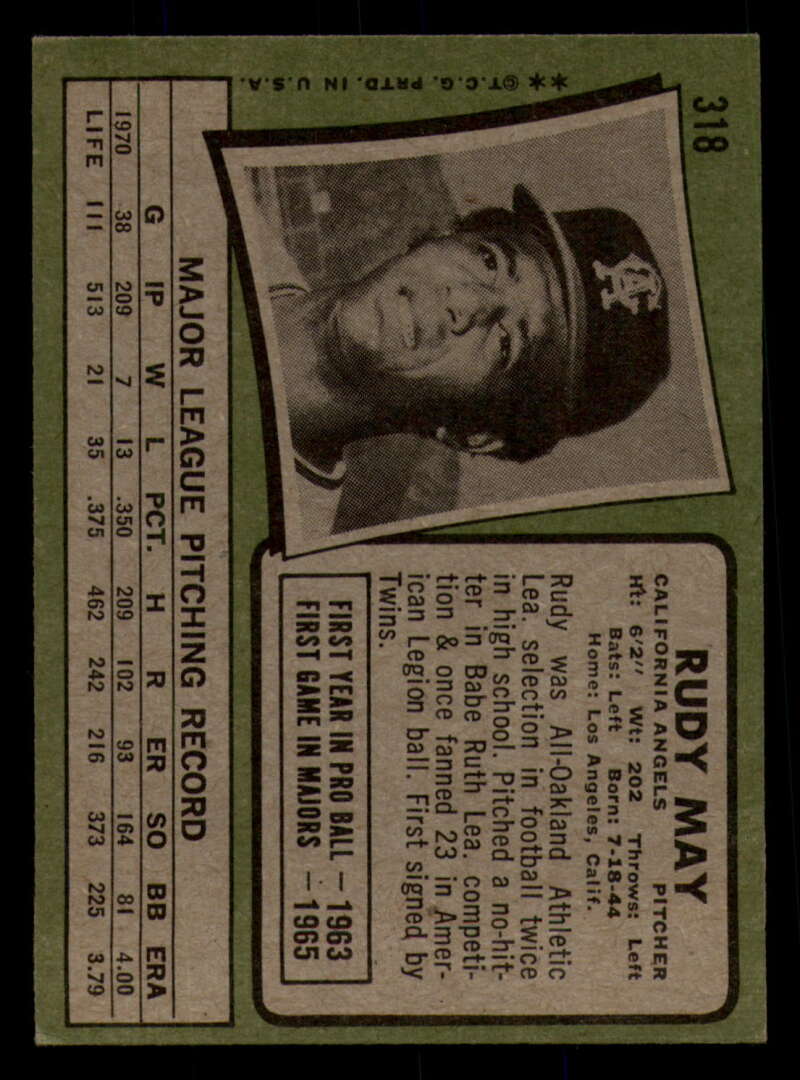 318
RUDY MAY
CALIFORNIA ANGELS PITCHER
Ht: 6'2" Wt: 202 Throws: Left
Bats: Left Born: 7-18-44
Home: Los Angeles, Calif.
Rudy was All-Oakland Athletic
Lea. selection in football twice
in high school. Pitched a no-hit-
ter in Babe Ruth Lea. competi-
tion & once fanned 23 in Amer-
ican Legion ball. First signed by
Twins.
FIRST YEAR IN PRO BALL — 1963
FIRST GAME IN MAJORS — 1965
CA
**©T.C.G. PRTD. IN U.S.A.
MAJOR LEAGUE PITCHING RECORD
G IP W L PCT. H R ER SO BB ERA
1970 38 209 7 13 .350 209 102 93 164 81 4.00
LIFE 111 513 21 35 .375 462 242 216 373 225 3.79